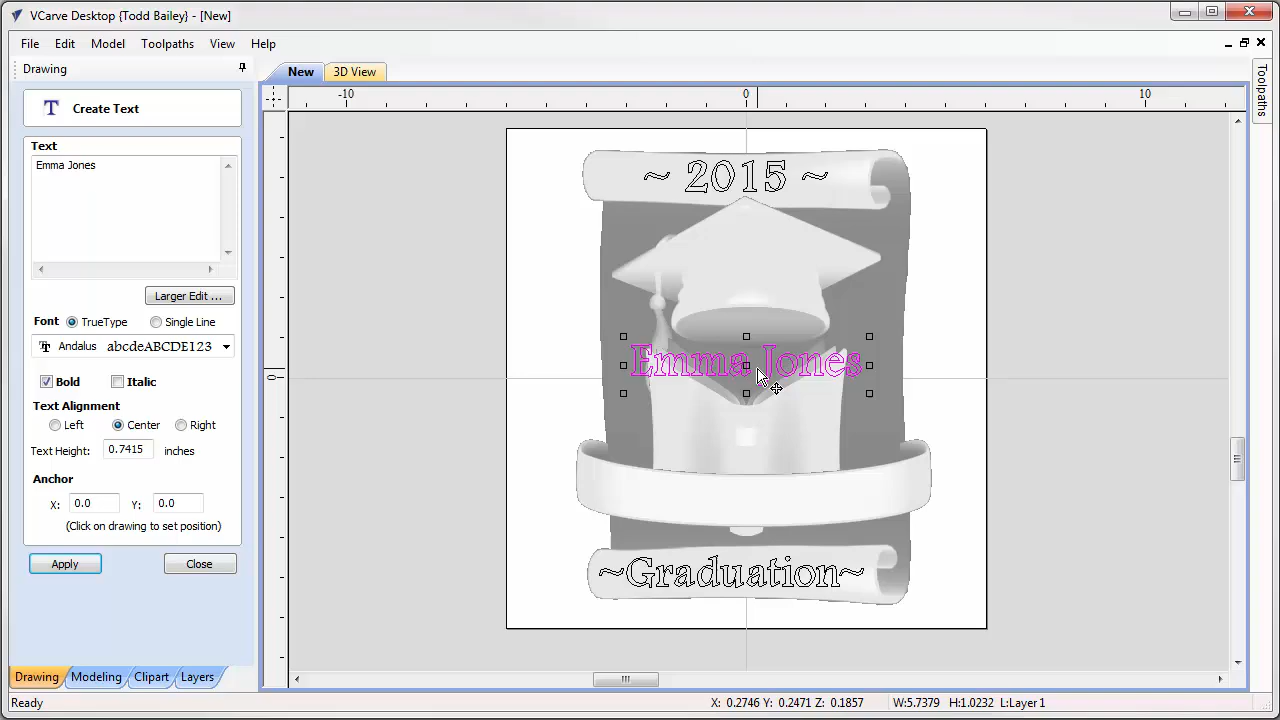 VCarve Desktop {Todd Bailey} - [New]
File Edit Model Toolpaths View Help
Drawing
New 3D View
Toolpaths
T Create Text
-10 0 10
Text
Emma Jones
~ 2015 ~
Larger Edit ...
Font TrueType Single Line
Andalus abcdeABCDE123
Emma Jones
0
Bold Italic
Text Alignment
Left Center Right
Text Height: 0.7415 inches
Anchor
X: 0.0 Y: 0.0
(Click on drawing to set position)
Apply Close
~Graduation~
Drawing Modeling Clipart Layers
Ready X: 0.2746 Y: 0.2471 Z: 0.1857 W:5.7379 H:1.0232 L:Layer 1